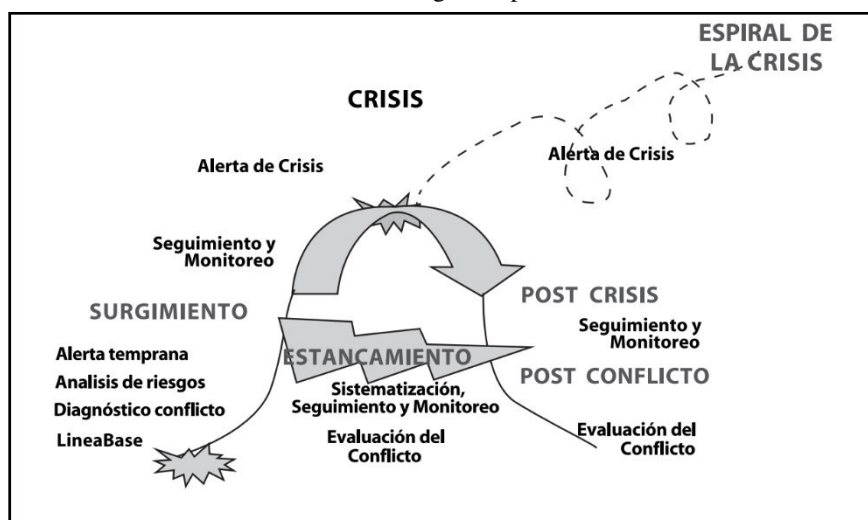 ESPIRAL DE
LA CRISIS
CRISIS
Alerta de Crisis
Alerta de Crisis
Seguimiento y
Monitoreo
SURGIMIENTO
POST CRISIS
Seguimiento y
Monitoreo
Alerta temprana
Analisis de riesgos
Diagnóstico conflicto
LineaBase
ESTANCAMIENTO
Sistematización,
Seguimiento y Monitoreo
Evaluación del
Conflicto
POST CONFLICTO
Evaluación del
Conflicto